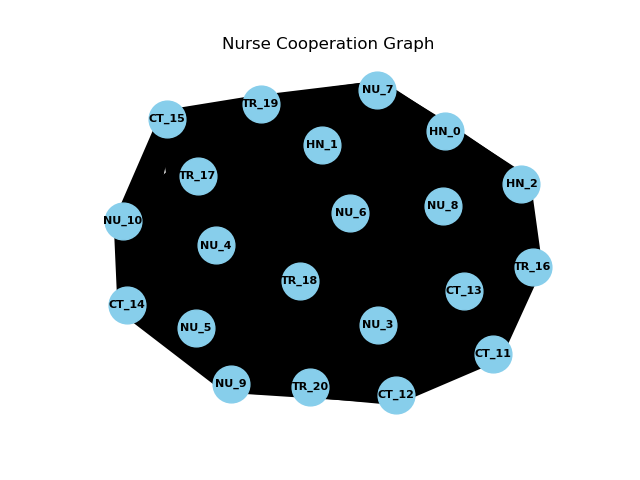 Nurse Cooperation Graph
NU_7
TR_19
CT_15
HN_0
HN_1
TR_17
HN_2
NU_8
NU_6
NU_10
NU_4
TR_16
TR_18
CT_13
CT_14
NU_3
NU_5
CT_11
NU_9
TR_20
CT_12